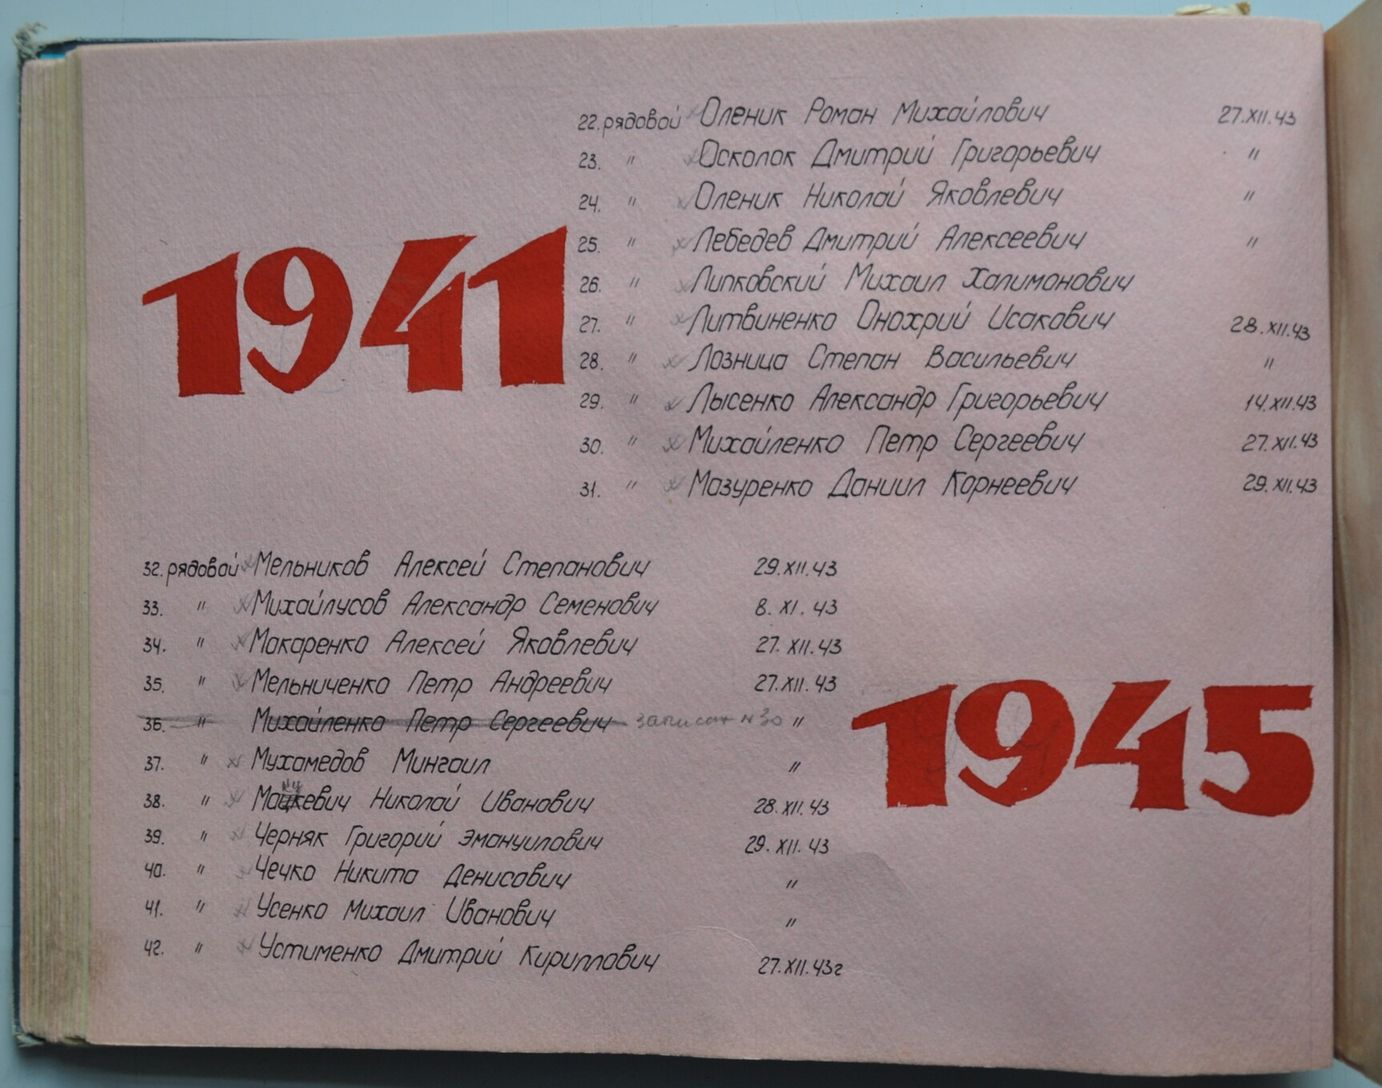 22. рядовой Оленик Роман Михайлович 27.XII.43
23. " Осколок Дмитрий Григорьевич "
24. " Оленик Николай Яковлевич "
1941
25. " Лебедев Дмитрий Алексеевич "
26. " Липковский Михаил Халимонович
27. " Литвиненко Онохрий Исакович 28.XII.43
28. " Лозница Степан Васильевич "
29. " Лысенко Александр Григорьевич 14.XII.43
30. " Михайленко Петр Сергеевич 27.XII.43
31. " Мазуренко Даниил Корнеевич 29.XII.43
32. рядовой Мельников Алексей Степанович 29.XII.43
33. " Михайлусов Александр Семенович 8.XI.43
34. " Макаренко Алексей Яковлевич 27.XII.43
35. " Мельниченко Петр Андреевич 27.XII.43
36. " Михайленко Петр Сергеевич записан №30 "
1945
37. " Мухамедов Мингаил "
38. " Николай Иванович 28.XII.43
39. " Черняк Григорий Эмануилович 29.XII.43
40. " Чечко Никита Денисович "
41. " Усенко Михаил Иванович "
42. " Устименко Дмитрий Кириллович 27.XII.43г